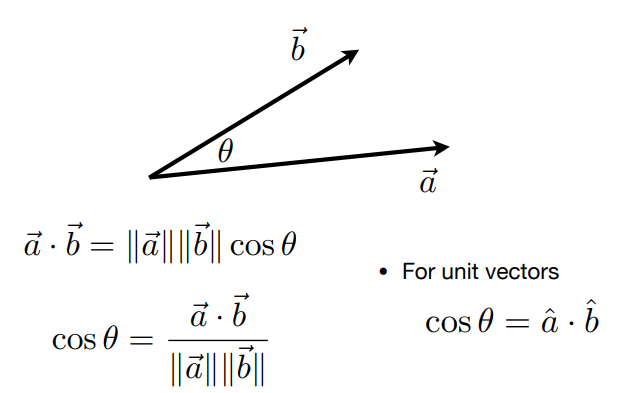 $\vec{b}$
$\theta$
$\vec{a}$
$\vec{a} \cdot \vec{b} = \|\vec{a}\| \|\vec{b}\| \cos \theta$
$\cos \theta = \frac{\vec{a} \cdot \vec{b}}{\|\vec{a}\| \|\vec{b}\|}$
• For unit vectors
$\cos \theta = \hat{a} \cdot \hat{b}$